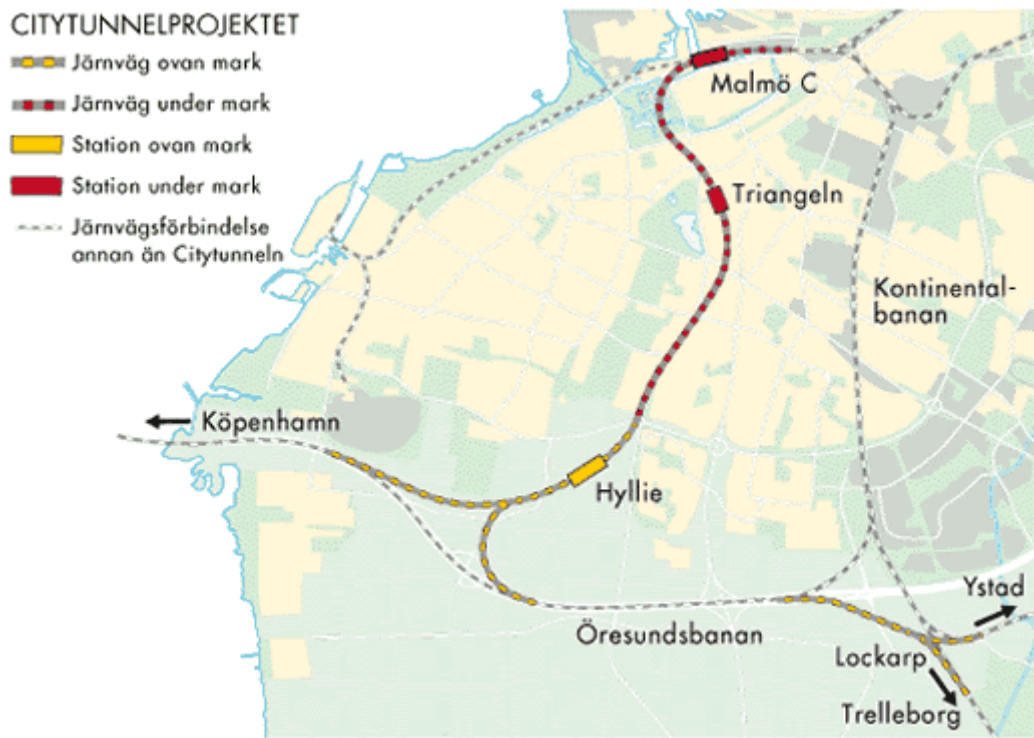 CITYTUNNELPROJEKTET
Järnväg ovan mark
Järnväg under mark
Station ovan mark
Station under mark
Järnvägsförbindelse
annan än Citytunneln
Malmö C
Triangeln
Kontinental-
banan
Köpenhamn
Hyllie
Ystad
Öresundsbanan
Lockarp
Trelleborg